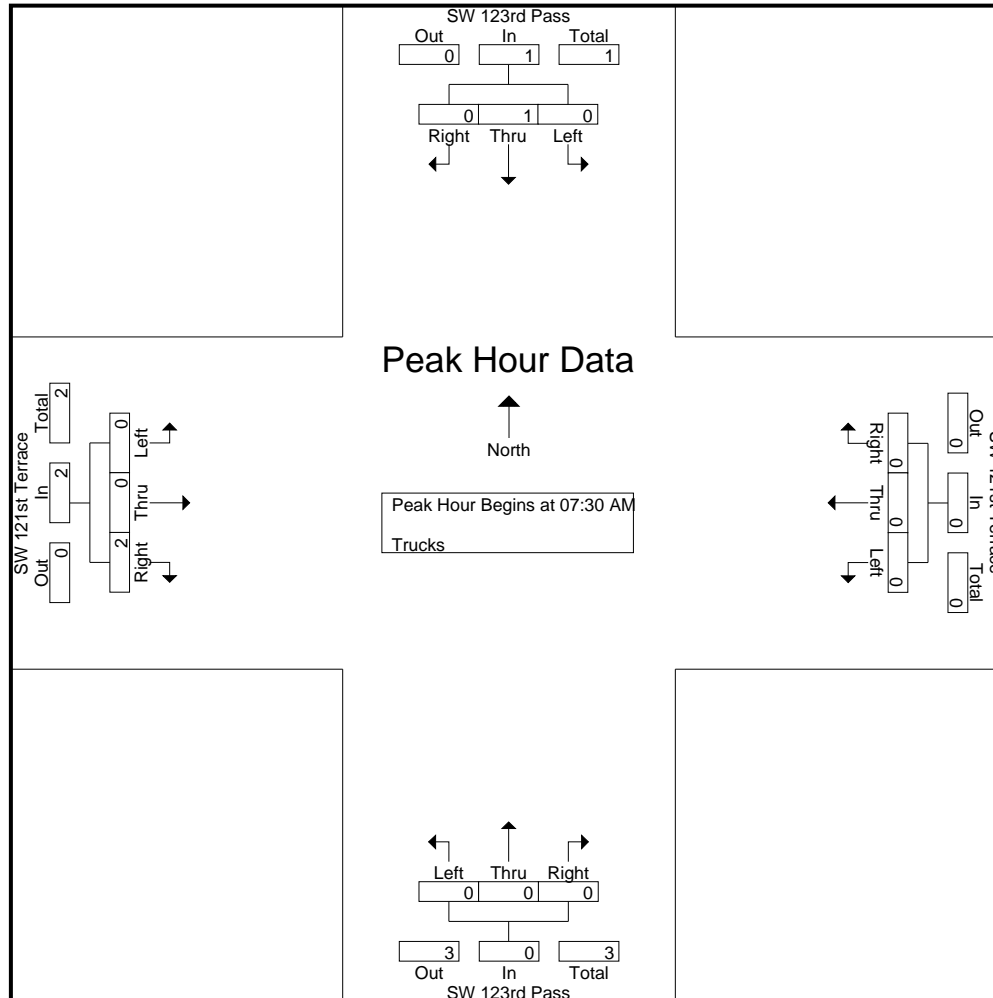 SW 123rd Pass
Out In Total
0 1 1
0 1 0
Right Thru Left
Peak Hour Data
North
Peak Hour Begins at 07:30 AM
Trucks
SW 121st Terrace
Total In Out
2 2 0
0 0 2
Left Thru Right
Right Thru Left
0 0 0
Out In Total
0 0 0
SW
Left Thru Right
0 0 0
3 0 3
Out In Total
SW 123rd Pass